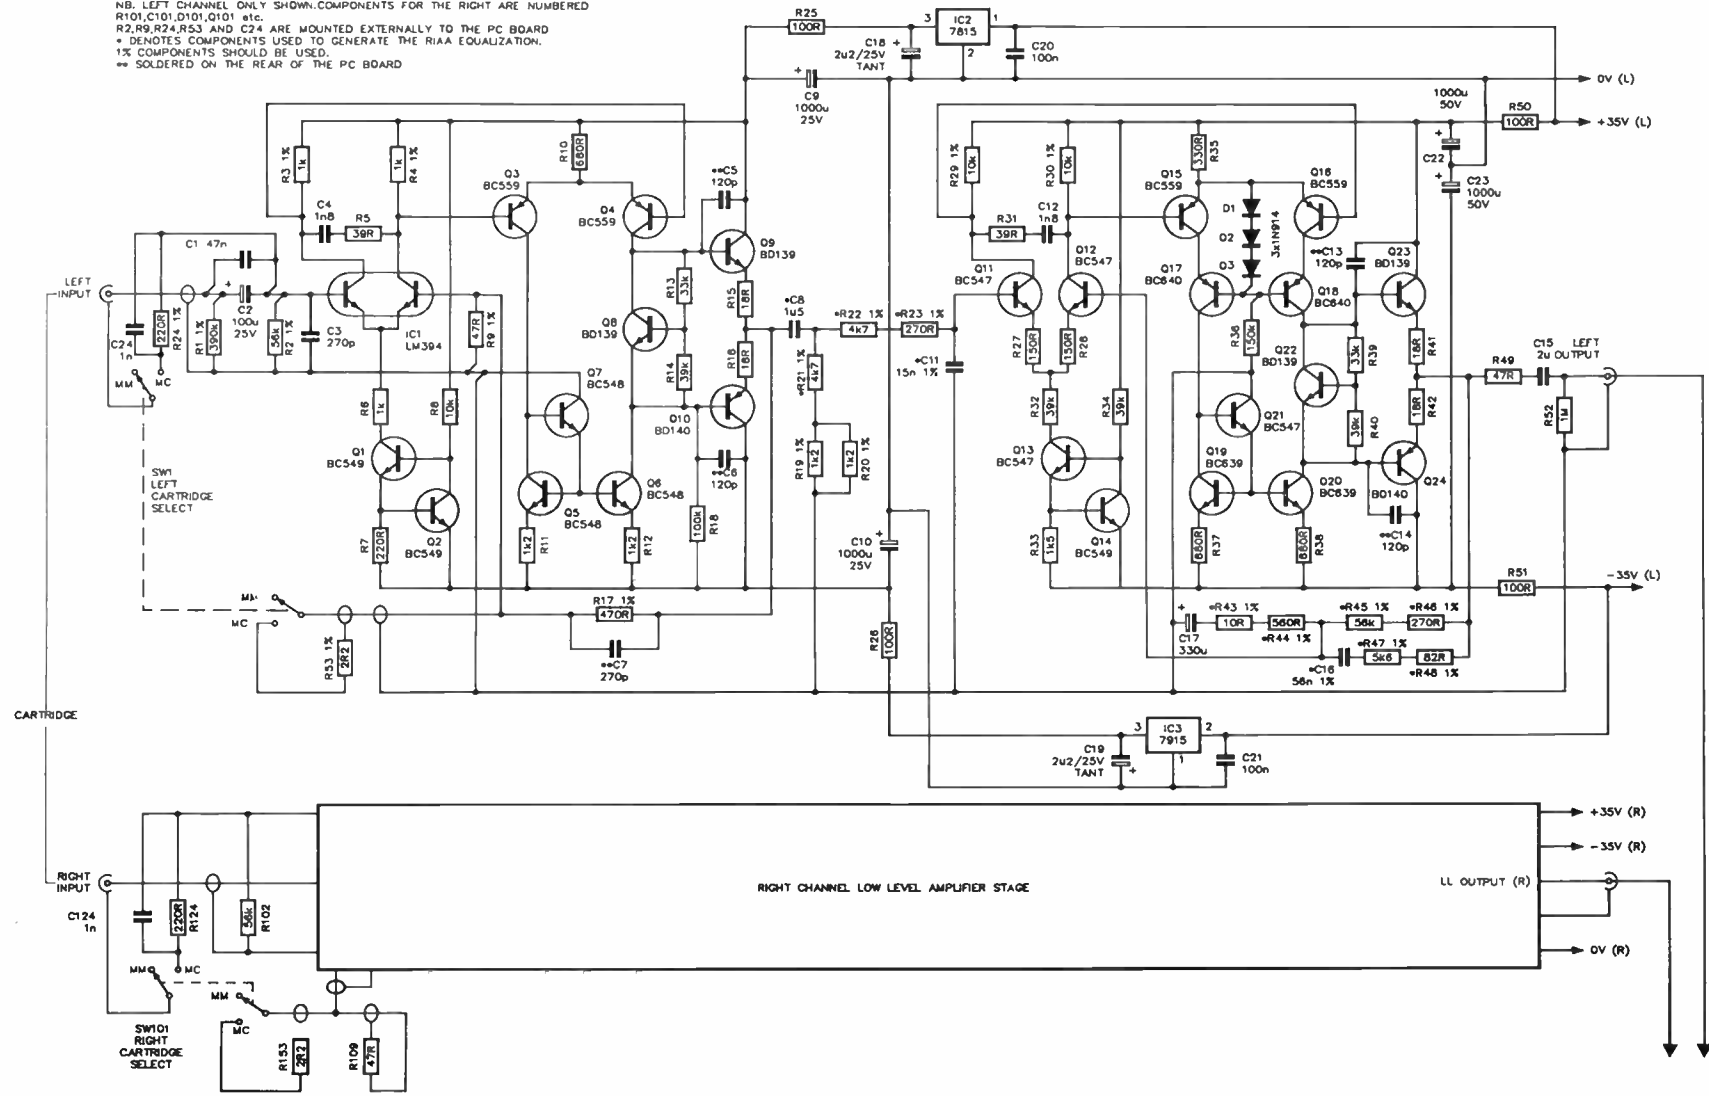 NB. LEFT CHANNEL ONLY SHOWN.COMPONENTS FOR THE RIGHT ARE NUMBERED
R101,C101,D101,Q101 etc.
R2,R9,R24,R53 AND C24 ARE MOUNTED EXTERNALLY TO THE PC BOARD
* DENOTES COMPONENTS USED TO GENERATE THE RIAA EQUALIZATION.
1% COMPONENTS SHOULD BE USED.
** SOLDERED ON THE REAR OF THE PC BOARD
R25
100R
3
IC2
7815
1
2
C18
+
2u2/25V
TANT
C20
100n
+
C9
1000u
25V
0V (L)
1000u
50V
R50
100R
+35V (L)
+
C22
+
C23
1000u
50V
R3 1%
1k
R4 1%
1k
R10
680R
Q3
BC559
Q4
BC559
**C5
120p
C4
1n8
R5
39R
Q9
BD139
C1 47n
LEFT
INPUT
+
C2
100u
25V
C24
1n
220R
R24 1%
R1 1%
390k
56k
R2 1%
C3
270p
IC1
LM394
47R
R9 1%
R13
33k
R15
18R
Q8
BD139
R14
39k
R16
18R
*C8
1u5
*R22 1%
4k7
*R23 1%
270R
*R21 1%
4k7
*C11
15n 1%
MM
MC
Q7
BC548
R6
1k
R8
10k
Q10
BD140
Q1
BC549
R19 1%
1k2
1k2
R20 1%
**C6
120p
SW1
LEFT
CARTRIDGE
SELECT
Q2
BC549
R7
220R
Q5
BC548
Q6
BC548
1k2
R11
1k2
R12
100k
R18
+
C10
1000u
25V
R29 1%
10k
R30 1%
10k
R31
39R
C12
1n8
Q11
BC547
Q12
BC547
R27
150R
150R
R28
R32
39k
R34
39k
Q13
BC547
R33
1k5
Q14
BC549
330R
R35
Q15
BC559
Q16
BC559
D1
D2
D3
3x1N914
**C13
120p
Q23
BD139
Q17
BC640
Q18
BC640
R36
150k
Q22
BD139
33k
R39
18R
R41
39k
R40
18R
R42
Q21
BC547
Q19
BC639
Q20
BC639
BD140
Q24
680R
R37
680R
R38
**C14
120p
R49
47R
C15
2u
LEFT
OUTPUT
R52
1M
R51
100R
-35V (L)
MM
MC
R53 1%
2R2
R17 1%
470R
**C7
270p
R26
100R
+
C17
330u
*R43 1%
10R
560R
*R44 1%
*R45 1%
56k
*R46 1%
270R
*C16
56n 1%
*R47 1%
5k6
82R
*R48 1%
CARTRIDGE
3
IC3
7915
2
1
C19
2u2/25V
TANT
+
C21
100n
RIGHT
INPUT
C124
1n
220R
R124
56k
R102
RIGHT CHANNEL LOW LEVEL AMPLIFIER STAGE
+35V (R)
-35V (R)
LL OUTPUT (R)
0V (R)
MM
MC
MM
MC
SW101
RIGHT
CARTRIDGE
SELECT
R153
2R2
R109
47R